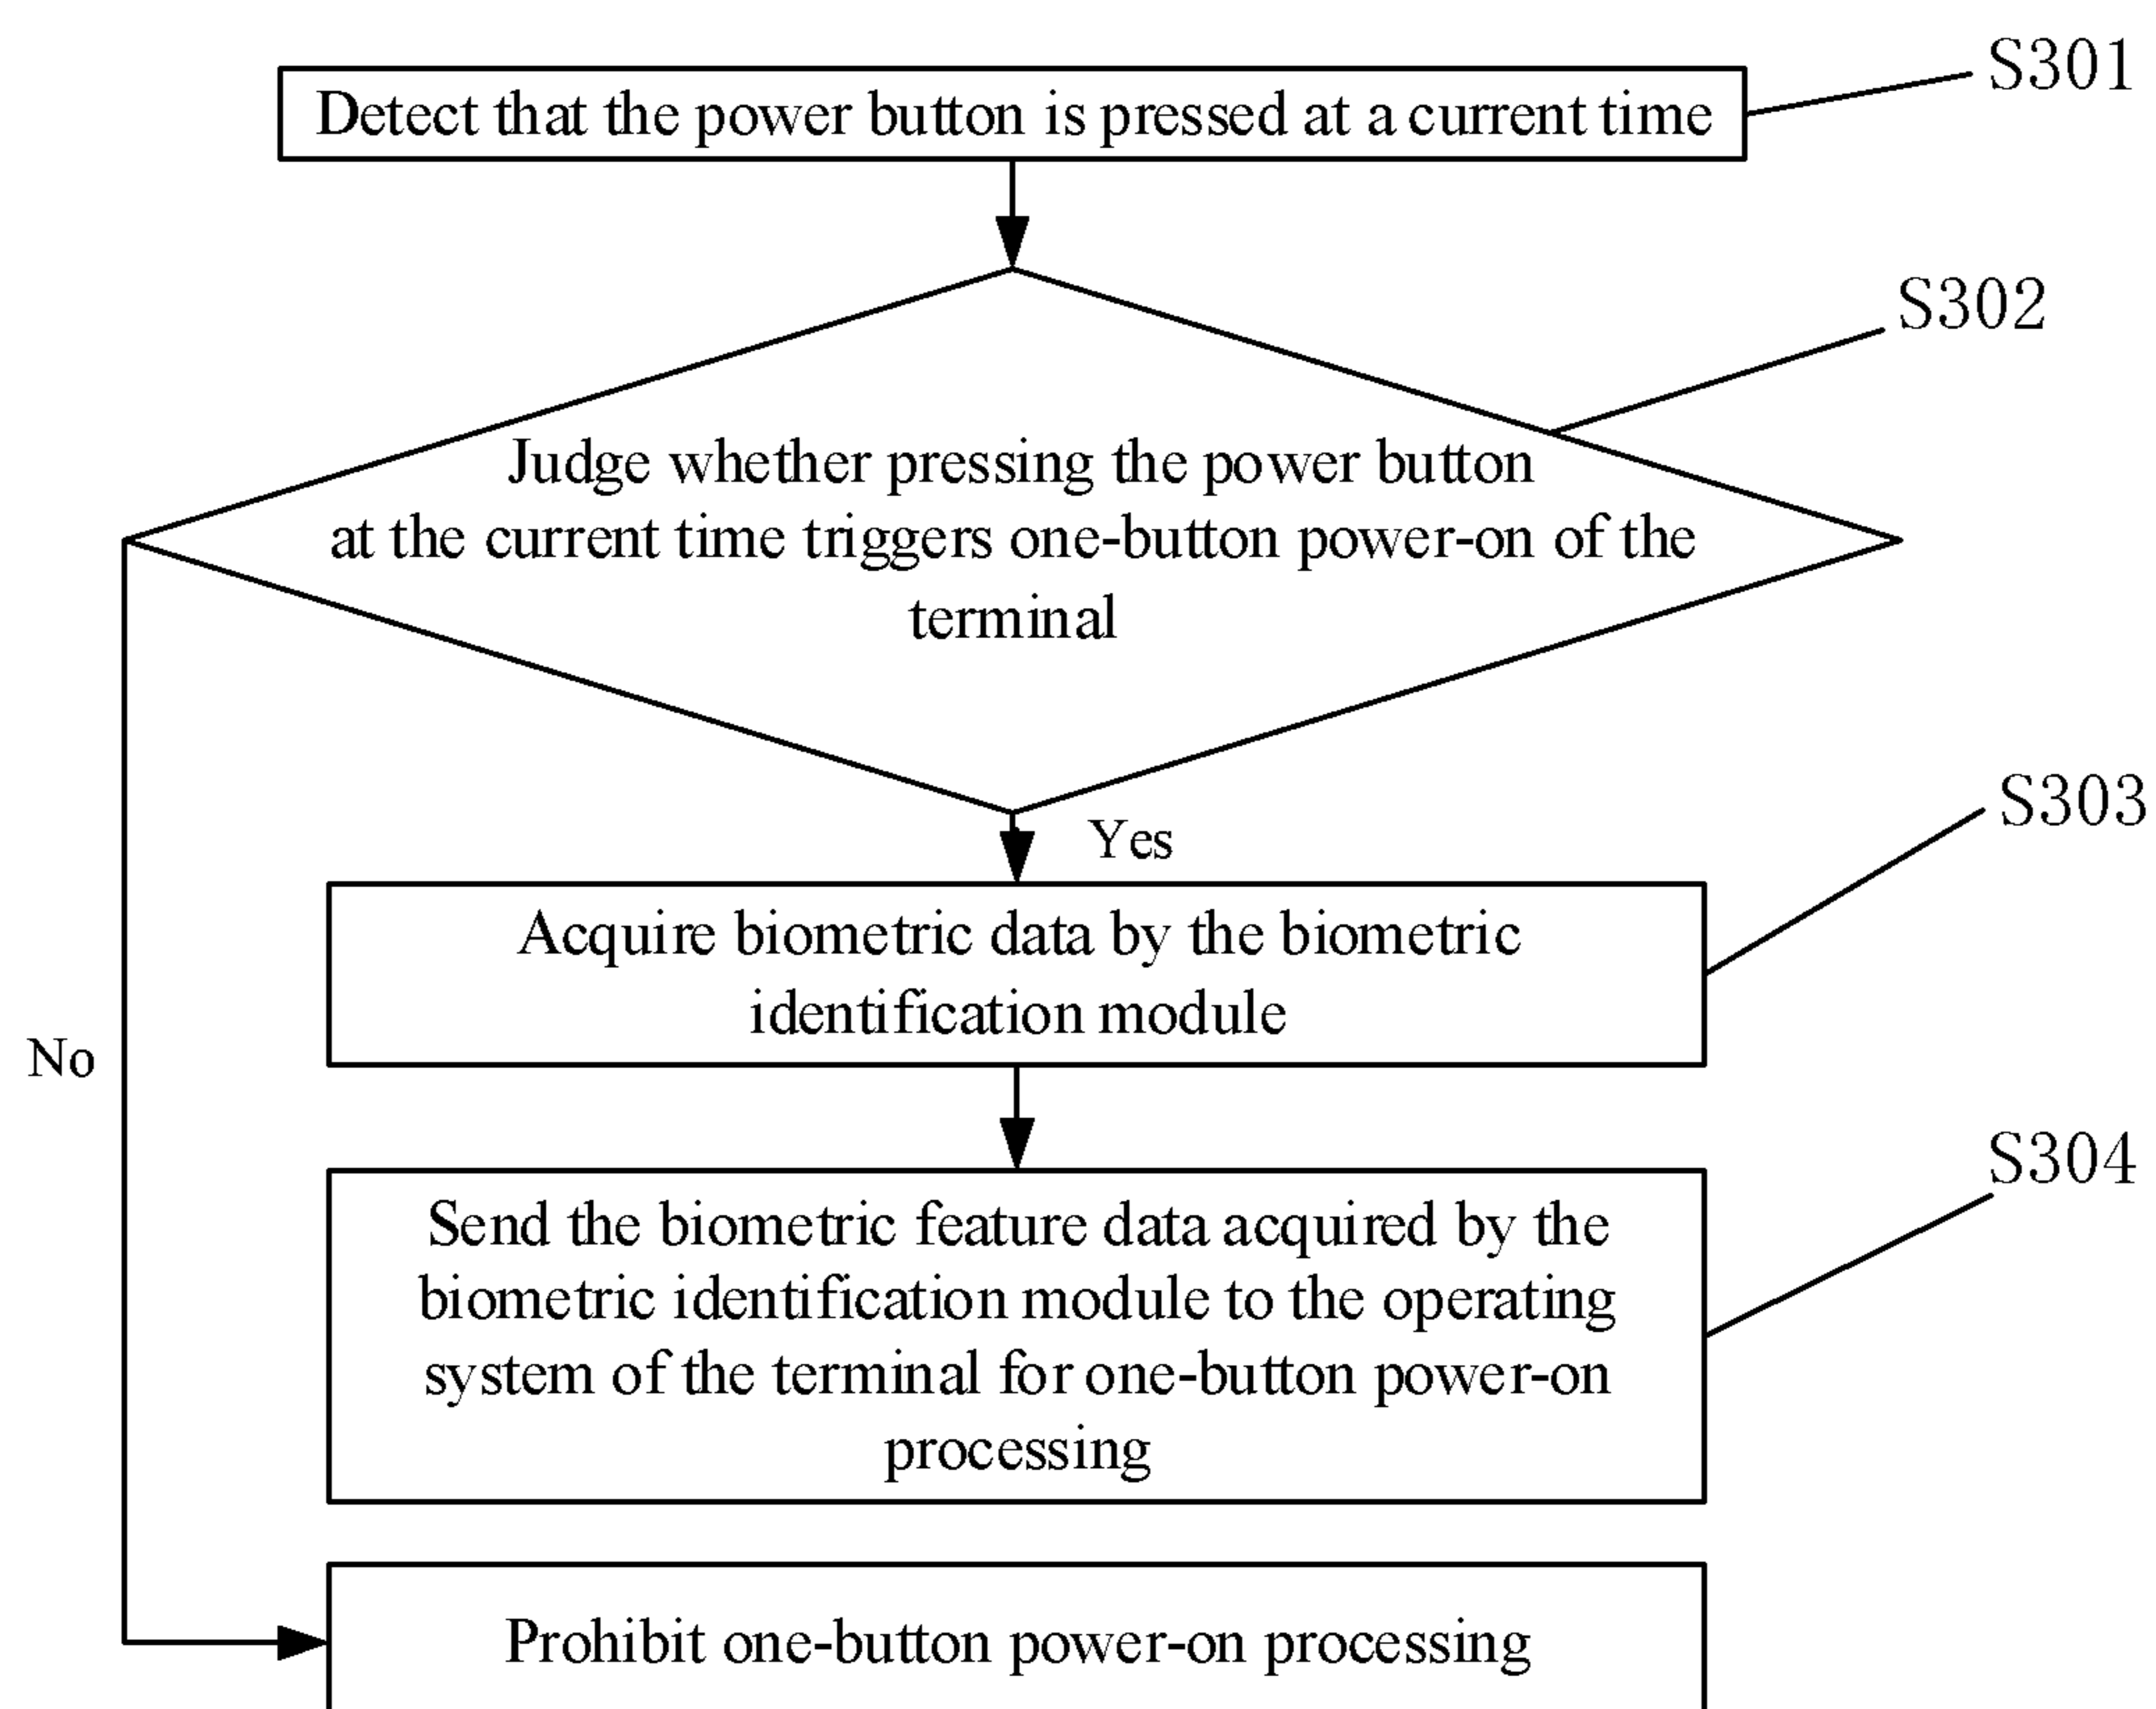 S301
Detect that the power button is pressed at a current time
S302
Judge whether pressing the power button
at the current time triggers one-button power-on of the
terminal
Yes
S303
Acquire biometric data by the biometric
identification module
No
S304
Send the biometric feature data acquired by the
biometric identification module to the operating
system of the terminal for one-button power-on
processing
Prohibit one-button power-on processing